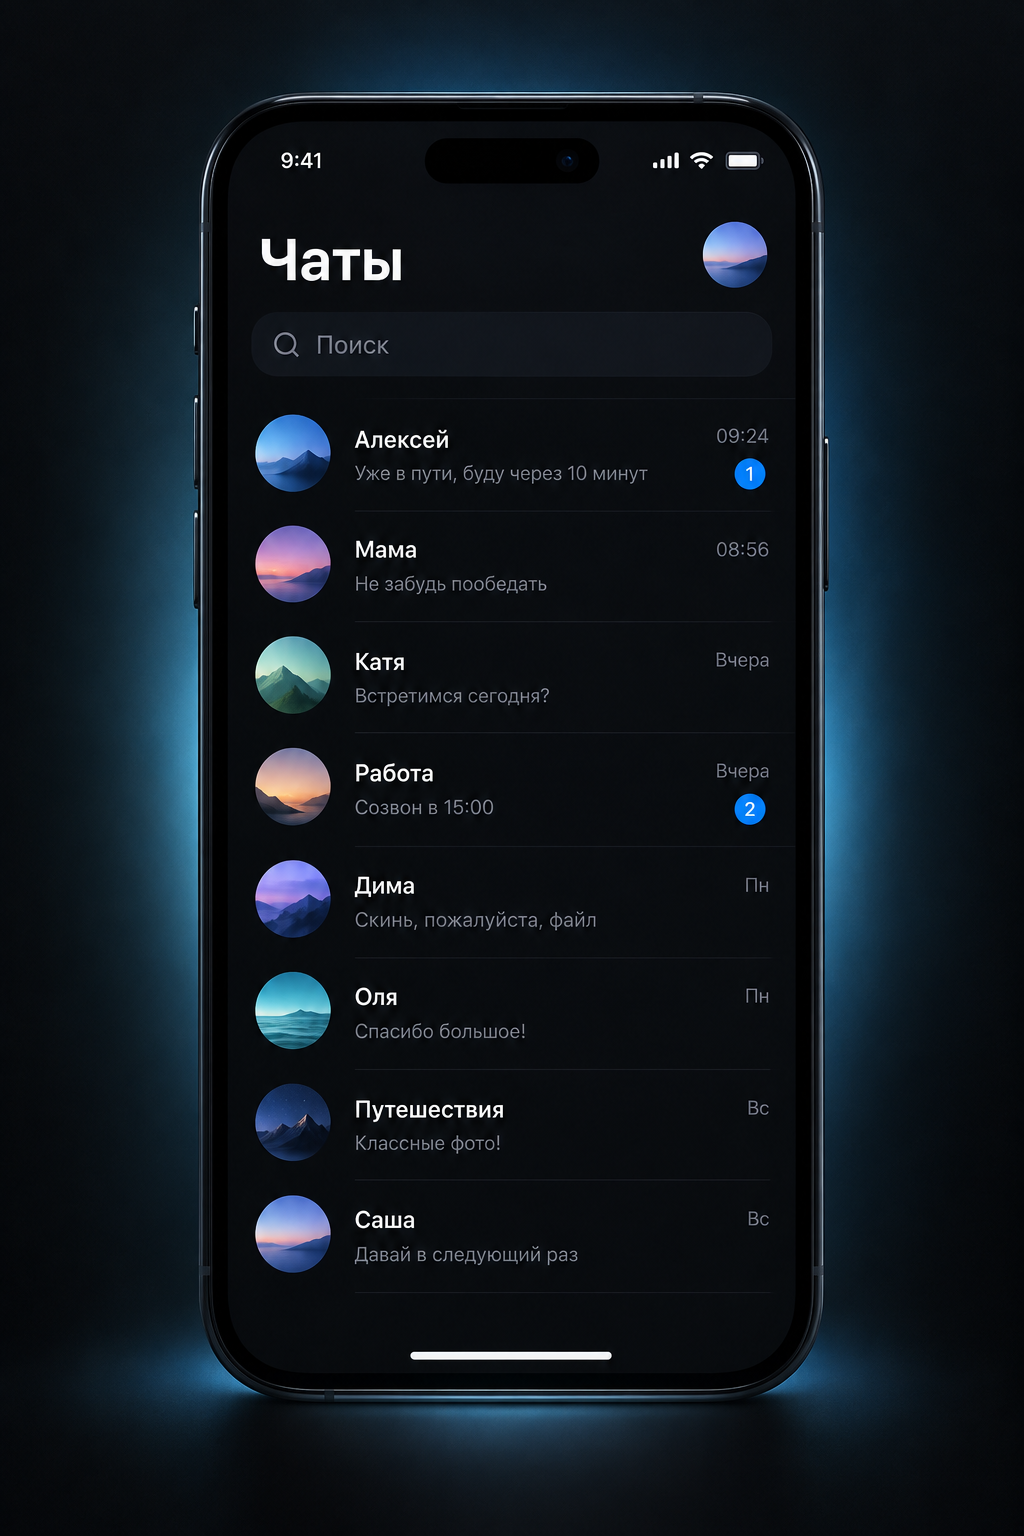 9:41
Чаты
Поиск
Алексей 09:24
Уже в пути, буду через 10 минут 1
Мама 08:56
Не забудь пообедать
Катя Вчера
Встретимся сегодня?
Работа Вчера
Созвон в 15:00 2
Дима Пн
Скинь, пожалуйста, файл
Оля Пн
Спасибо большое!
Путешествия Вс
Классные фото!
Саша Вс
Давай в следующий раз